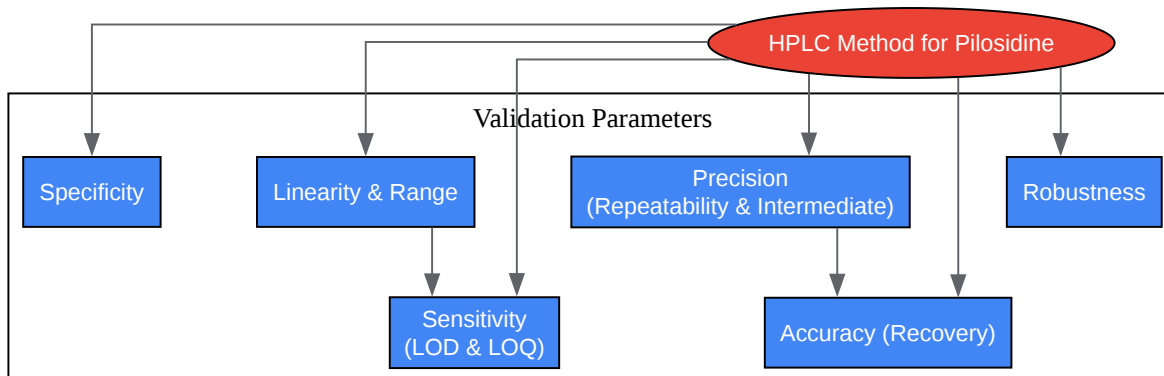 HPLC Method for Pilosidine
Validation Parameters
Specificity
Linearity & Range
Precision
(Repeatability & Intermediate)
Robustness
Sensitivity
(LOD & LOQ)
Accuracy (Recovery)